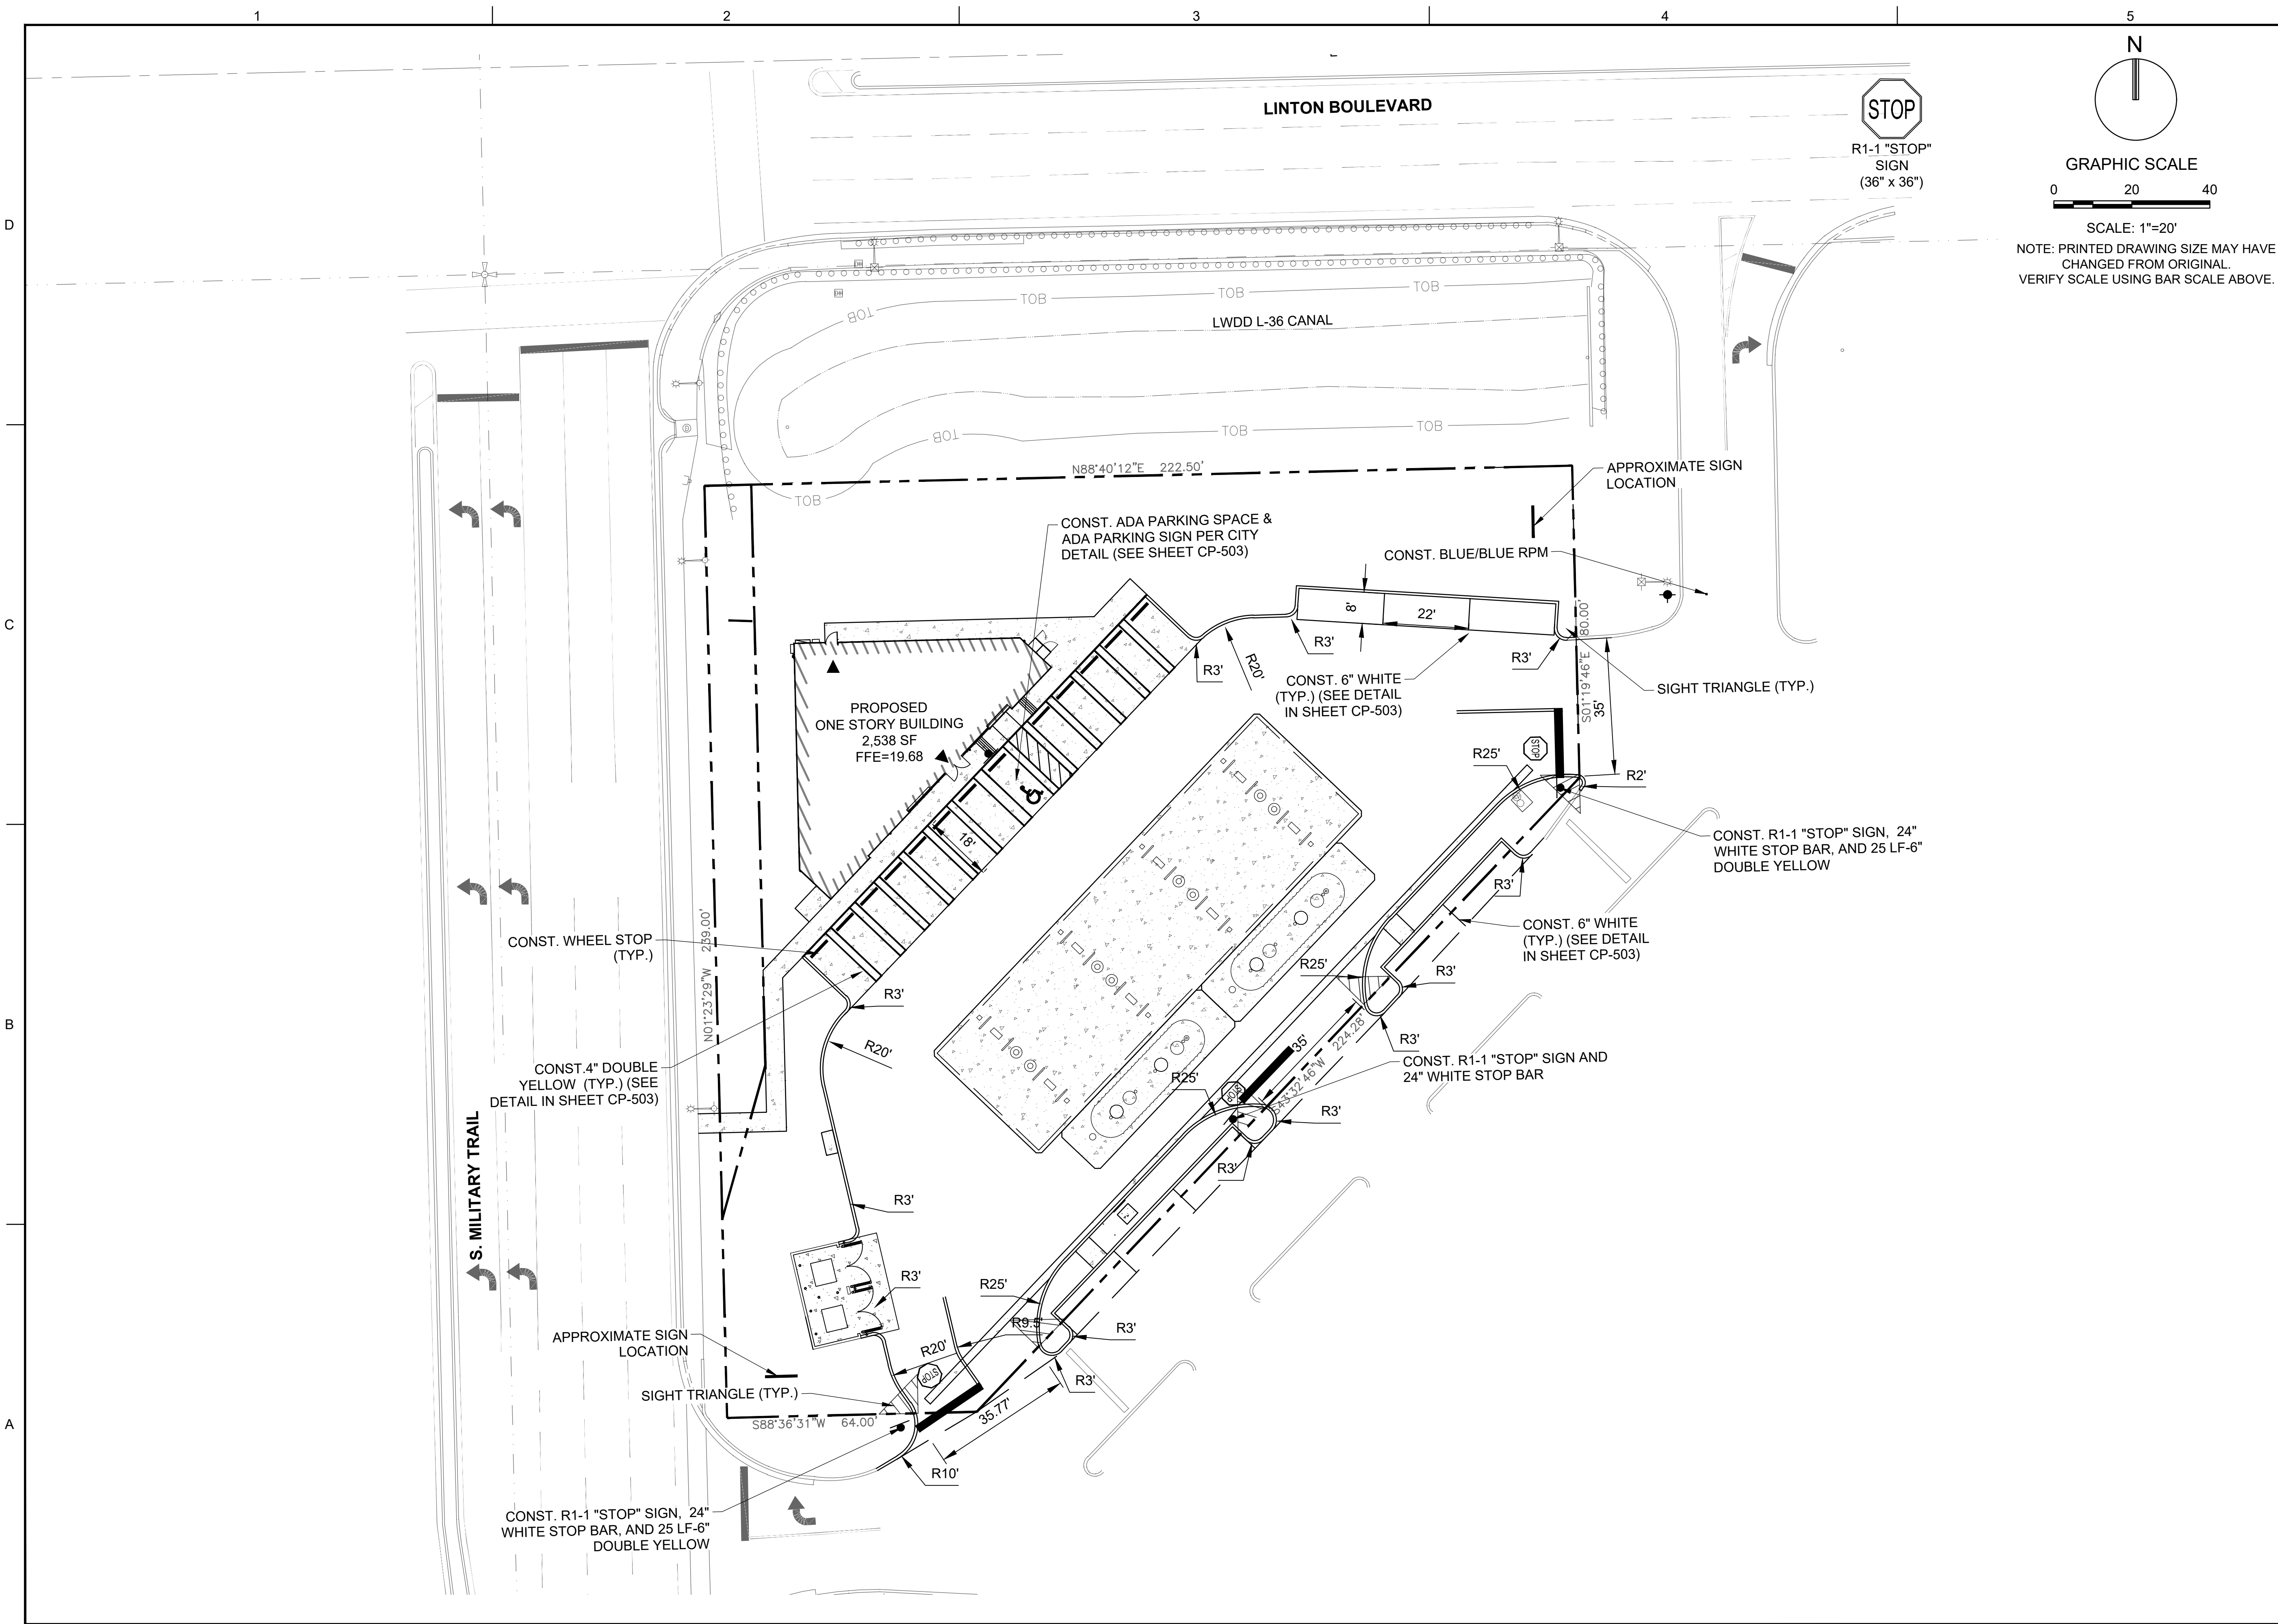 1
2
3
4
5
N
LINTON BOULEVARD
STOP
R1-1 "STOP"
SIGN
(36" x 36")
GRAPHIC SCALE
0 20 40
SCALE: 1"=20'
NOTE: PRINTED DRAWING SIZE MAY HAVE
CHANGED FROM ORIGINAL.
VERIFY SCALE USING BAR SCALE ABOVE.
D
TOB
TOB
TOB
TOB
LWDD L-36 CANAL
TOB
TOB
TOB
TOB
N88°40'12"E 222.50'
APPROXIMATE SIGN
LOCATION
CONST. ADA PARKING SPACE &
ADA PARKING SIGN PER CITY
DETAIL (SEE SHEET CP-503)
CONST. BLUE/BLUE RPM
C
8'
22'
R3'
R3'
R20'
R3'
S01°19'46"E 80.00'
35'
CONST. 6" WHITE
(TYP.) (SEE DETAIL
IN SHEET CP-503)
SIGHT TRIANGLE (TYP.)
PROPOSED
ONE STORY BUILDING
2,538 SF
FFE=19.68
STOP
R25'
R2'
18'
CONST. R1-1 "STOP" SIGN, 24"
WHITE STOP BAR, AND 25 LF-6"
DOUBLE YELLOW
R3'
CONST. WHEEL STOP
(TYP.)
N01°23'29"W 239.00'
CONST. 6" WHITE
(TYP.) (SEE DETAIL
IN SHEET CP-503)
R25'
R3'
R3'
B
R20'
35'
S43°32'46"W 224.28'
R3'
CONST. R1-1 "STOP" SIGN AND
24" WHITE STOP BAR
CONST.4" DOUBLE
YELLOW (TYP.) (SEE
DETAIL IN SHEET CP-503)
R25'
STOP
R3'
S. MILITARY TRAIL
R3'
R3'
R3'
R25'
R9.5'
R3'
APPROXIMATE SIGN
LOCATION
R20'
STOP
R3'
SIGHT TRIANGLE (TYP.)
35.77'
S88°36'31"W 64.00'
A
R10'
CONST. R1-1 "STOP" SIGN, 24"
WHITE STOP BAR, AND 25 LF-6"
DOUBLE YELLOW